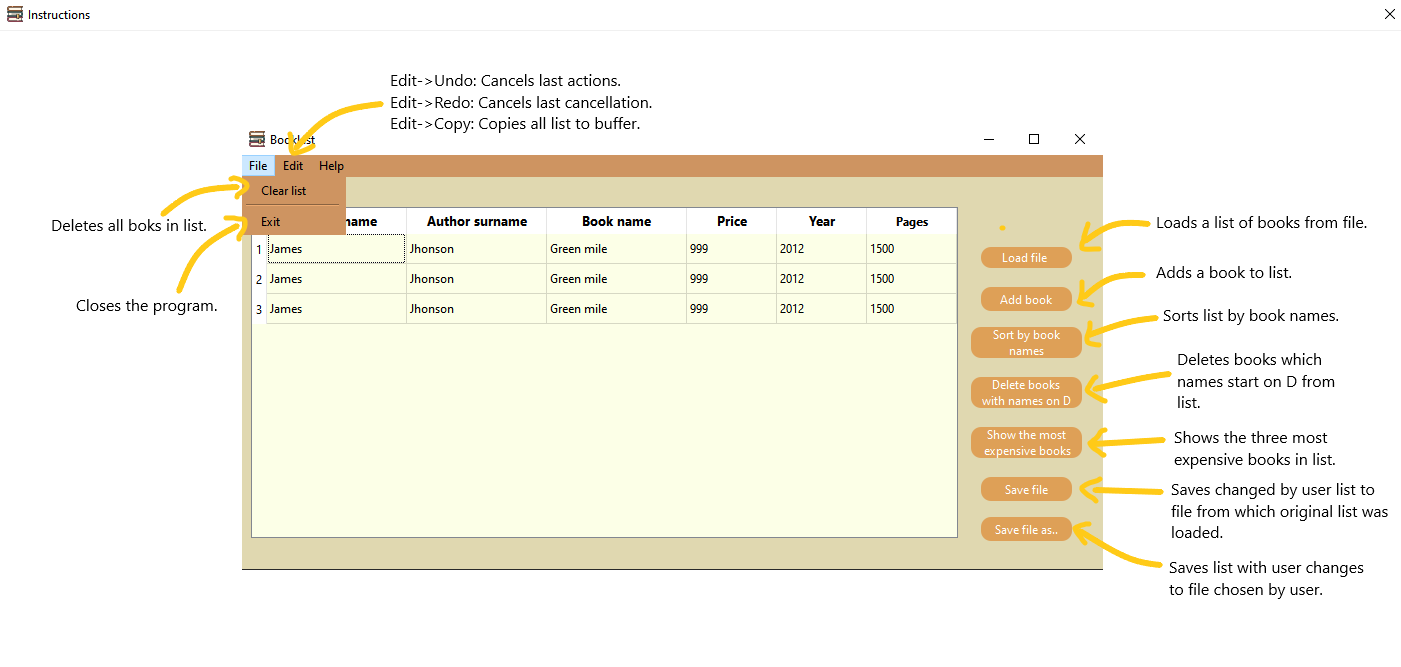 Instructions
Edit->Undo: Cancels last actions.
Edit->Redo: Cancels last cancellation.
Edit->Copy: Copies all list to buffer.
File Edit Help
Clear list
Exit
Deletes all boks in list.
Closes the program.
Author surname Book name Price Year Pages
1 James Jhonson Green mile 999 2012 1500
2 James Jhonson Green mile 999 2012 1500
3 James Jhonson Green mile 999 2012 1500
Load file
Add book
Sort by book
names
Delete books
with names on D
Show the most
expensive books
Save file
Save file as..
Loads a list of books from file.
Adds a book to list.
Sorts list by book names.
Deletes books which
names start on D from
list.
Shows the three most
expensive books in list.
Saves changed by user list to
file from which original list was
loaded.
Saves list with user changes
to file chosen by user.